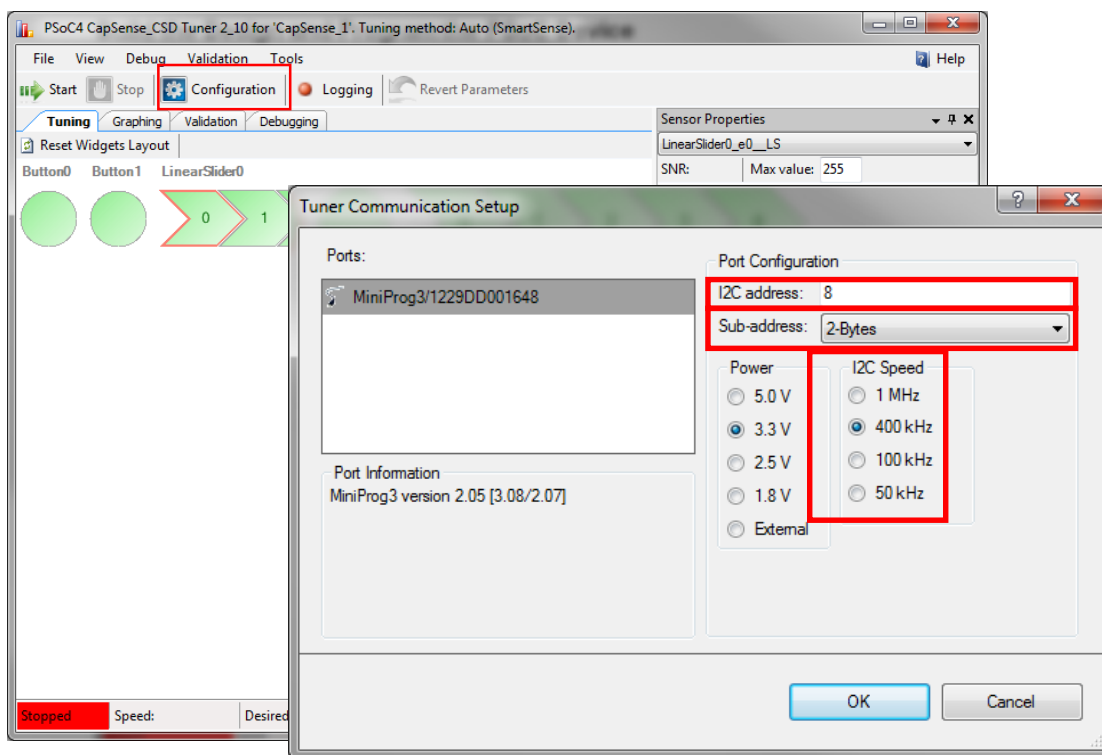 PSoC4 CapSense_CSD Tuner 2_10 for 'CapSense_1'. Tuning method: Auto (SmartSense).
File View Debug Validation Tools Help
Start Stop Configuration Logging Revert Parameters
Tuning Graphing Validation Debugging
Reset Widgets Layout
Button0 Button1 LinearSlider0
0 1
Sensor Properties
LinearSlider0_e0__LS
SNR: Max value: 255
Tuner Communication Setup
Ports:
MiniProg3/1229DD001648
Port Information
MiniProg3 version 2.05 [3.08/2.07]
Port Configuration
I2C address: 8
Sub-address: 2-Bytes
Power
5.0 V
3.3 V
2.5 V
1.8 V
External
I2C Speed
1 MHz
400 kHz
100 kHz
50 kHz
OK Cancel
Stopped Speed: Desired